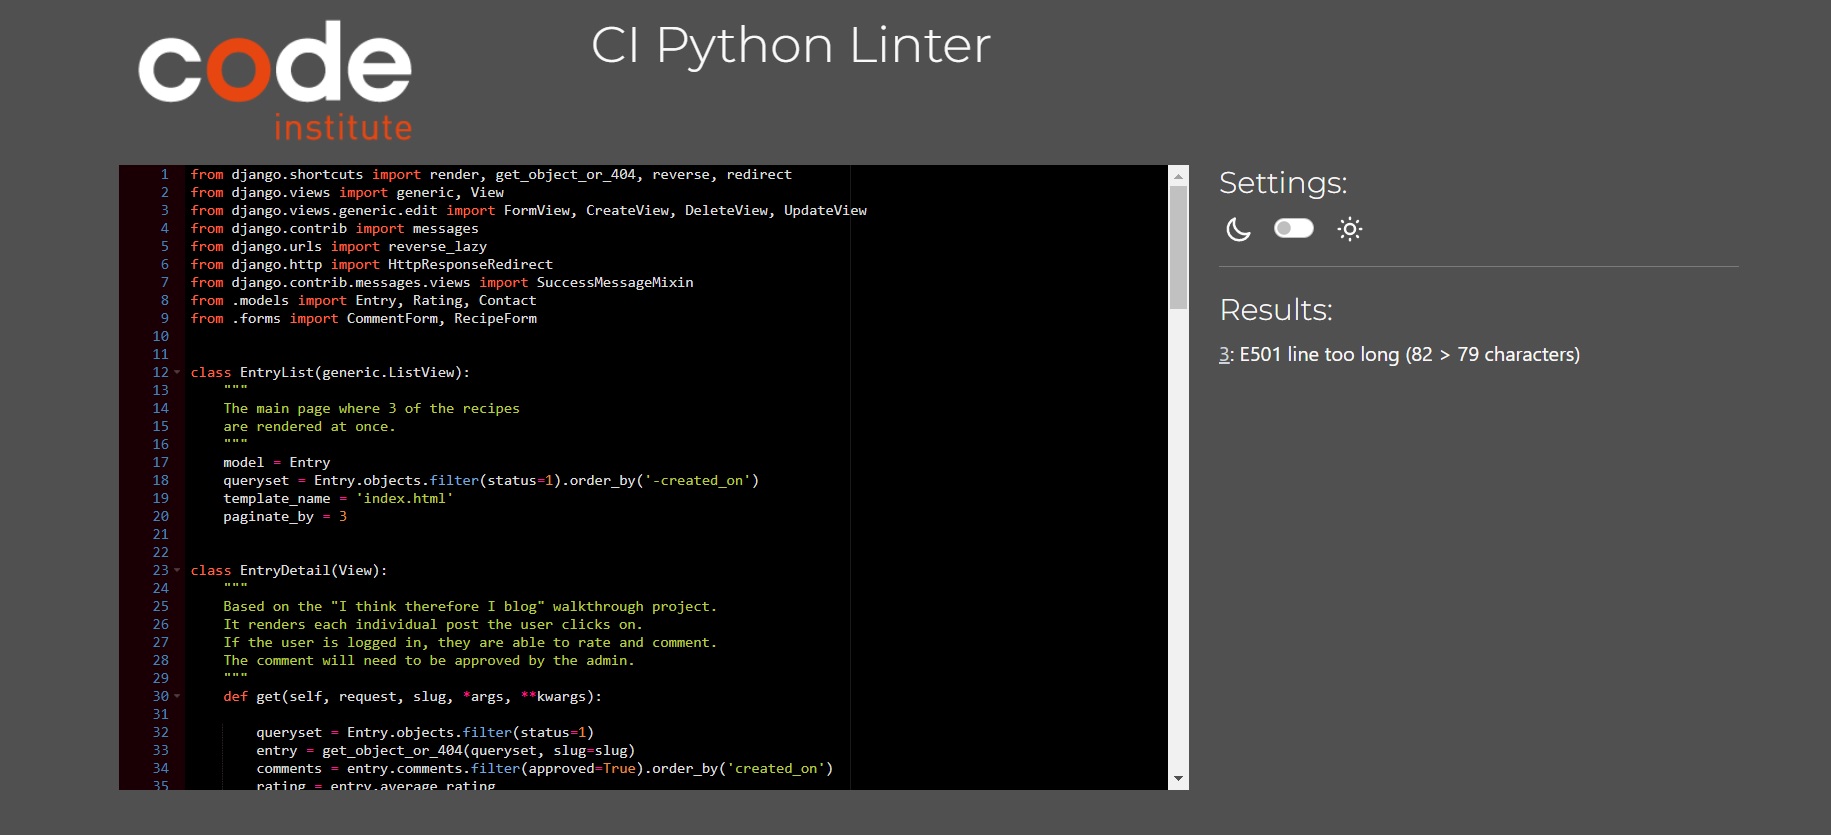 code
institute
CI Python Linter
1 from django.shortcuts import render, get_object_or_404, reverse, redirect
2 from django.views import generic, View
3 from django.views.generic.edit import FormView, CreateView, DeleteView, UpdateView
4 from django.contrib import messages
5 from django.urls import reverse_lazy
6 from django.http import HttpResponseRedirect
7 from django.contrib.messages.views import SuccessMessageMixin
8 from .models import Entry, Rating, Contact
9 from .forms import CommentForm, RecipeForm
10
11
12 class EntryList(generic.ListView):
13     """
14     The main page where 3 of the recipes
15     are rendered at once.
16     """
17     model = Entry
18     queryset = Entry.objects.filter(status=1).order_by('-created_on')
19     template_name = 'index.html'
20     paginate_by = 3
21
22
23 class EntryDetail(View):
24     """
25     Based on the "I think therefore I blog" walkthrough project.
26     It renders each individual post the user clicks on.
27     If the user is logged in, they are able to rate and comment.
28     The comment will need to be approved by the admin.
29     """
30     def get(self, request, slug, *args, **kwargs):
31
32         queryset = Entry.objects.filter(status=1)
33         entry = get_object_or_404(queryset, slug=slug)
34         comments = entry.comments.filter(approved=True).order_by('created_on')
35         rating = entry.average_rating
Settings:
Results:
3: E501 line too long (82 > 79 characters)